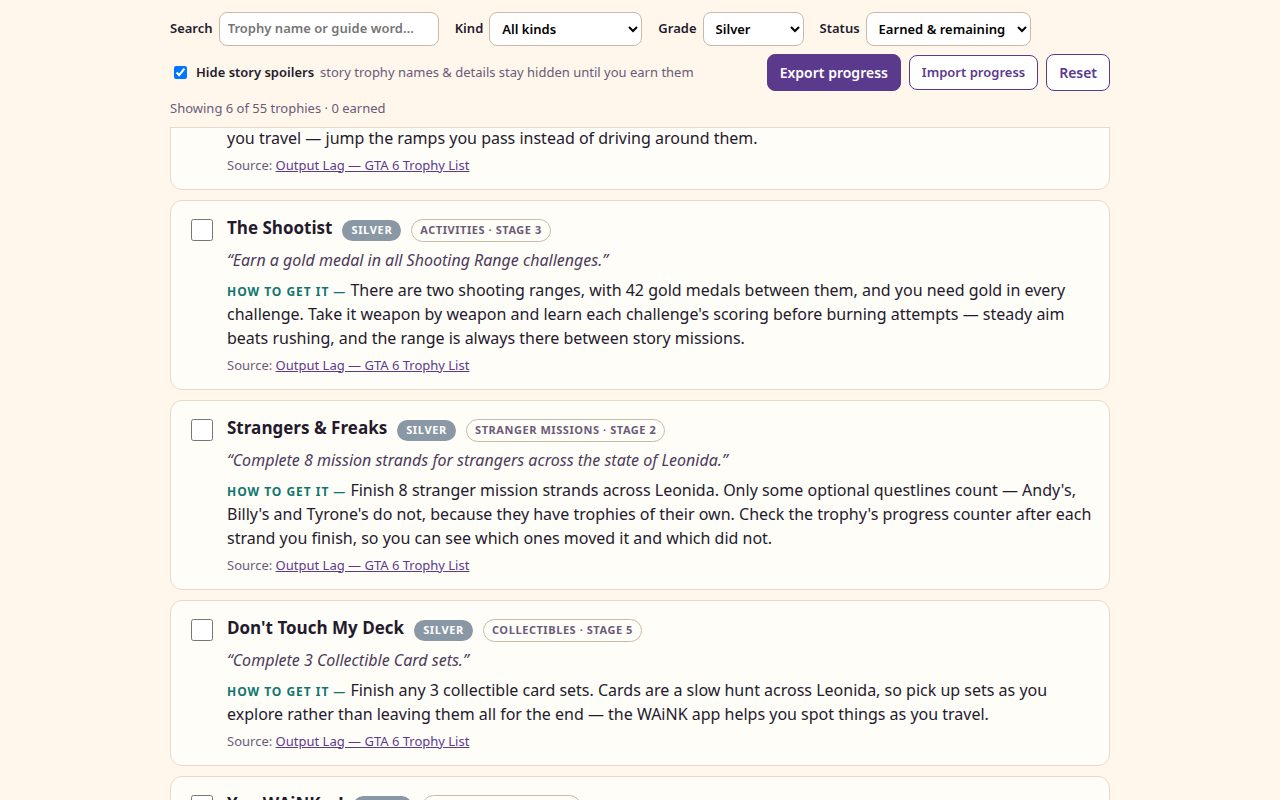 Search Trophy name or guide word... Kind All kinds Grade Silver Status Earned & remaining
Hide story spoilers story trophy names & details stay hidden until you earn them Export progress Import progress Reset
Showing 6 of 55 trophies · 0 earned
you travel — jump the ramps you pass instead of driving around them.
Source: Output Lag — GTA 6 Trophy List
The Shootist SILVER ACTIVITIES · STAGE 3
“Earn a gold medal in all Shooting Range challenges.”
HOW TO GET IT — There are two shooting ranges, with 42 gold medals between them, and you need gold in every
challenge. Take it weapon by weapon and learn each challenge's scoring before burning attempts — steady aim
beats rushing, and the range is always there between story missions.
Source: Output Lag — GTA 6 Trophy List
Strangers & Freaks SILVER STRANGER MISSIONS · STAGE 2
“Complete 8 mission strands for strangers across the state of Leonida.”
HOW TO GET IT — Finish 8 stranger mission strands across Leonida. Only some optional questlines count — Andy's,
Billy's and Tyrone's do not, because they have trophies of their own. Check the trophy's progress counter after each
strand you finish, so you can see which ones moved it and which did not.
Source: Output Lag — GTA 6 Trophy List
Don't Touch My Deck SILVER COLLECTIBLES · STAGE 5
“Complete 3 Collectible Card sets.”
HOW TO GET IT — Finish any 3 collectible card sets. Cards are a slow hunt across Leonida, so pick up sets as you
explore rather than leaving them all for the end — the WAiNK app helps you spot things as you travel.
Source: Output Lag — GTA 6 Trophy List